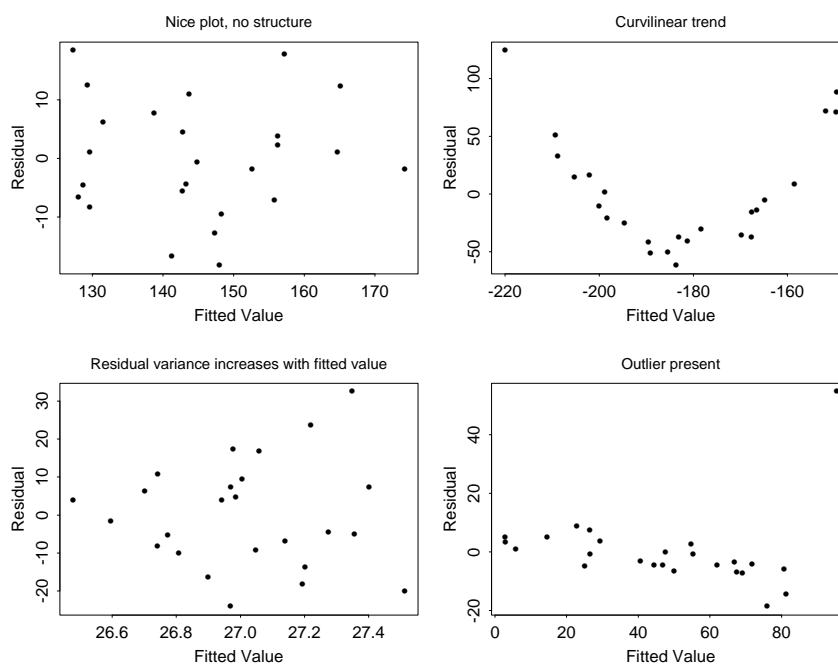 Nice plot, no structure
Residual
-10 0 10
130 140 150 160 170
Fitted Value
Curvilinear trend
Residual
-50 0 50 100
-220 -200 -180 -160
Fitted Value
Residual variance increases with fitted value
Residual
-20 -10 0 10 20 30
26.6 26.8 27.0 27.2 27.4
Fitted Value
Outlier present
Residual
-20 0 20 40
0 20 40 60 80
Fitted Value